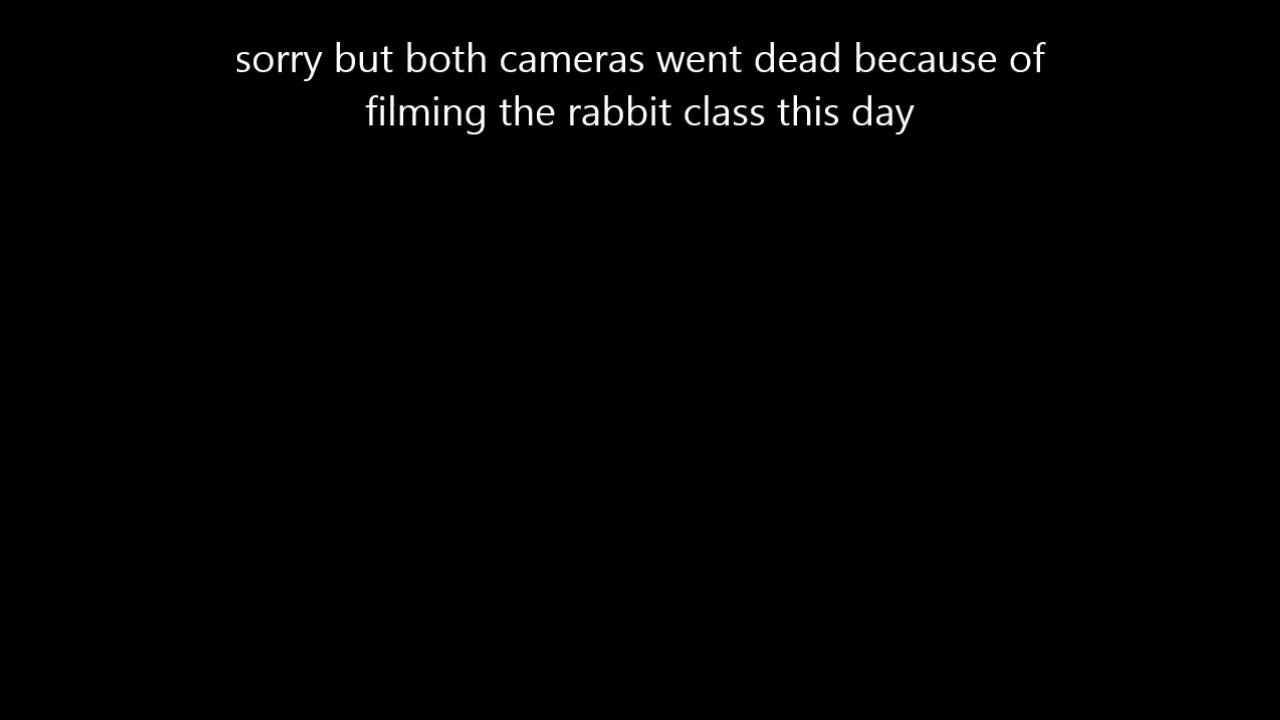 sorry but both cameras went dead because of
filming the rabbit class this day